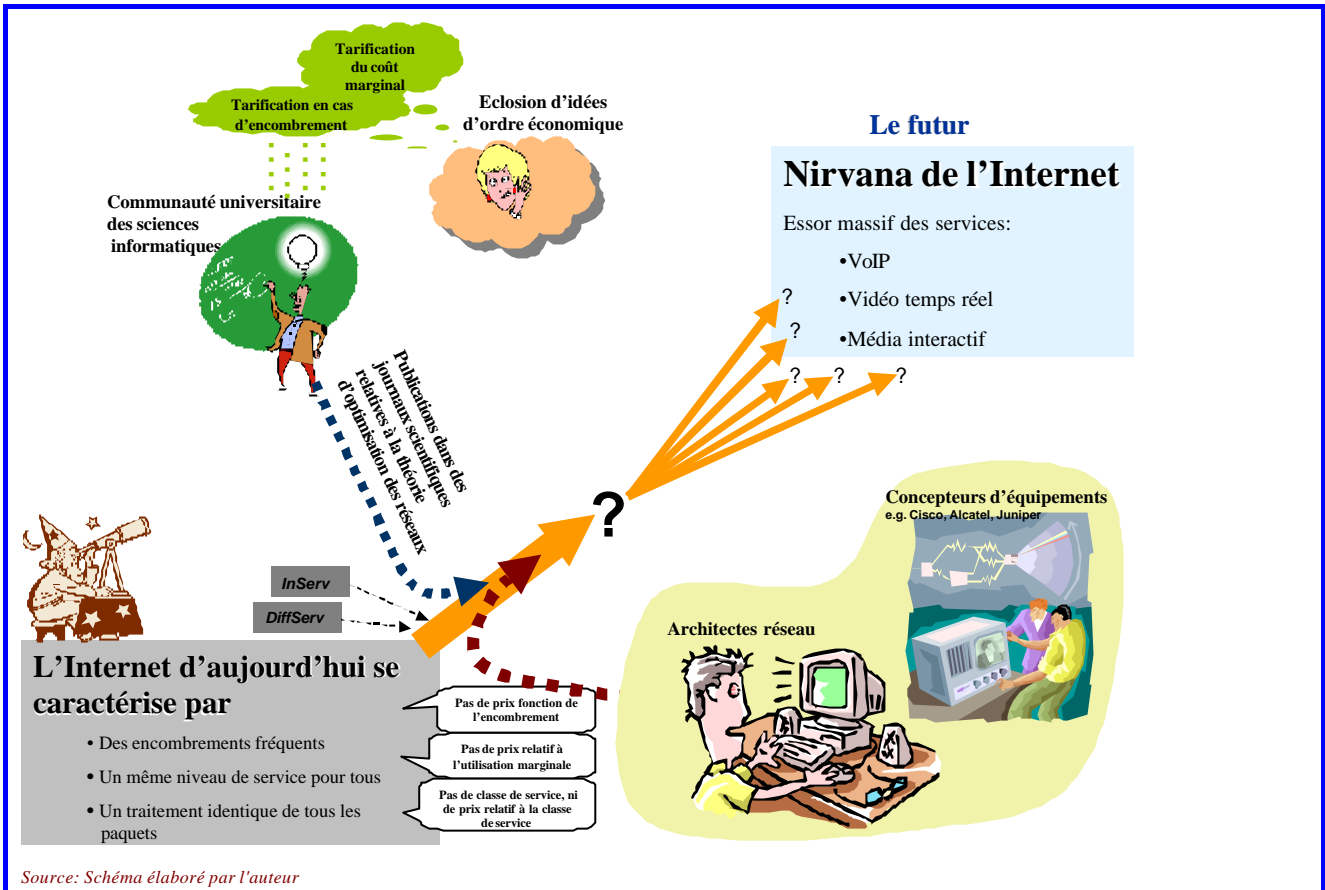 Tarification
du coût
marginal
Tarification en cas
d'encombrement
Eclosion d'idées
d'ordre économique
Communauté universitaire
des sciences
informatiques
Le futur
Nirvana de l'Internet
Essor massif des services:
•VoIP
•Vidéo temps réel
•Média interactif
?
?
?
?
?
Publications dans des
journaux scientifiques
relatives à la théorie
d'optimisation des réseaux
?
InServ
DiffServ
Concepteurs d'équipements
e.g. Cisco, Alcatel, Juniper
Architectes réseau
L'Internet d'aujourd'hui se
caractérise par
• Des encombrements fréquents
• Un même niveau de service pour tous
• Un traitement identique de tous les
paquets
Pas de prix fonction de
l'encombrement
Pas de prix relatif à
l'utilisation marginale
Pas de classe de service, ni
de prix relatif à la classe
de service
Source: Schéma élaboré par l'auteur